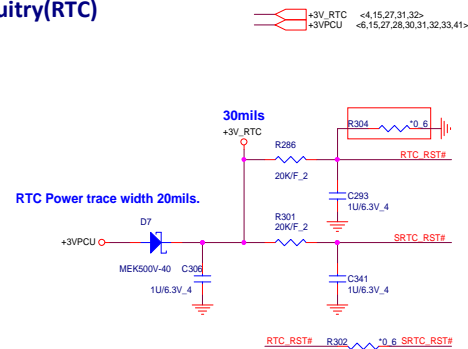 uitry(RTC)
+3V_RTC <4,15,27,31,32>
+3VPCU <6,15,27,28,30,31,32,33,41>
30mils
+3V_RTC
R304 *0_6
R286
RTC_RST#
20K/F_2
C293
1U/6.3V_4
RTC Power trace width 20mils.
R301
20K/F_2
D7
SRTC_RST#
+3VPCU
MEK500V-40 C306
1U/6.3V_4
C341
1U/6.3V_4
RTC_RST# R302 *0_6 SRTC_RST#